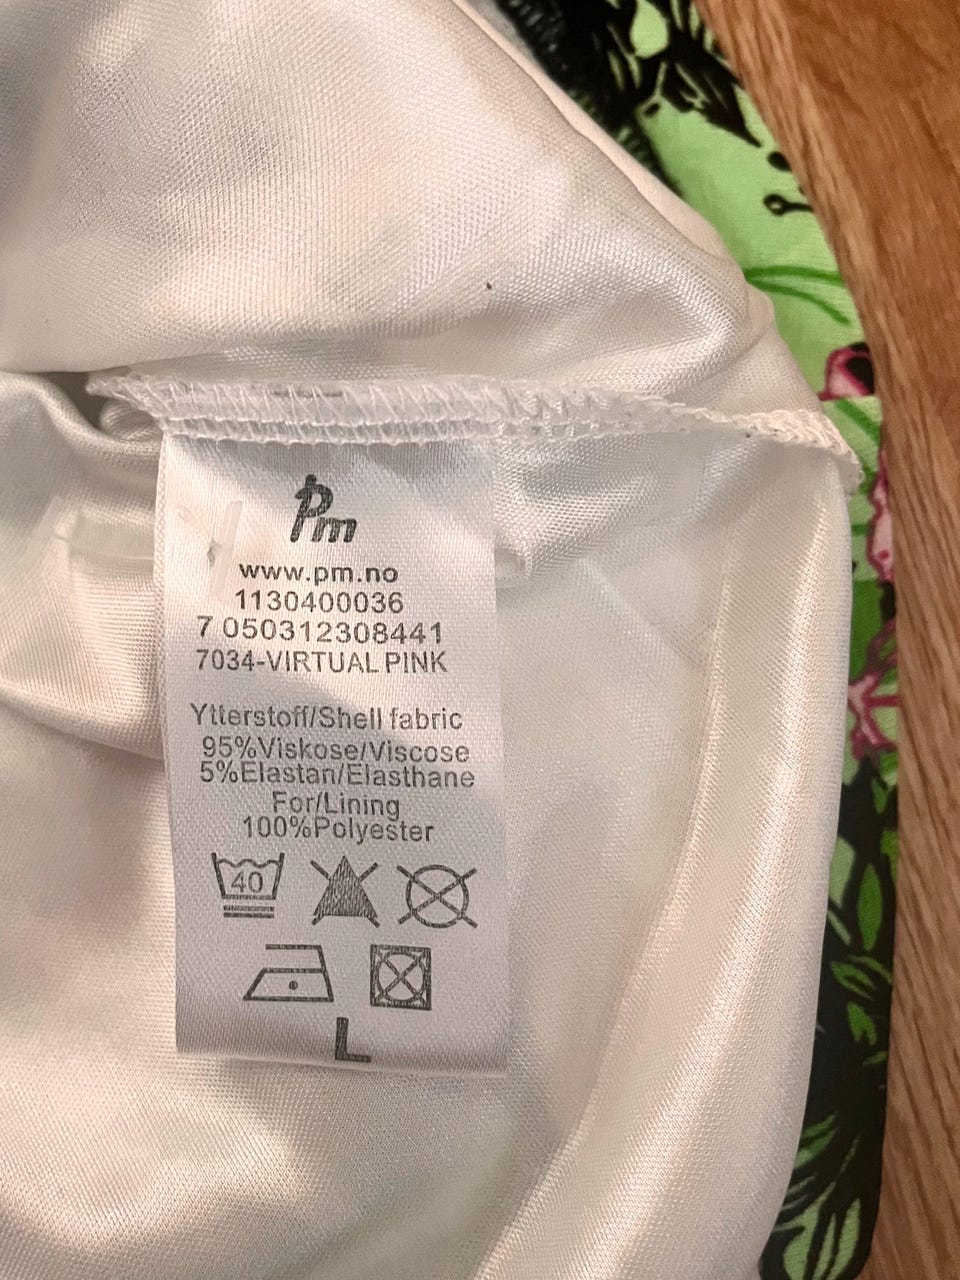 Pm
www.pm.no
1130400036
7 050312308441
7034-VIRTUAL PINK
Ytterstoff/Shell fabric
95%Viskose/Viscose
5%Elastan/Elasthane
For/Lining
100%Polyester
40
L